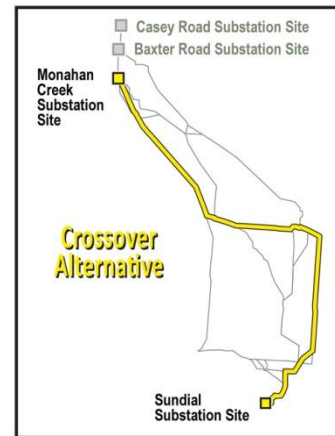 Casey Road Substation Site
Baxter Road Substation Site
Monahan
Creek
Substation
Site
Crossover
Alternative
Sundial
Substation Site